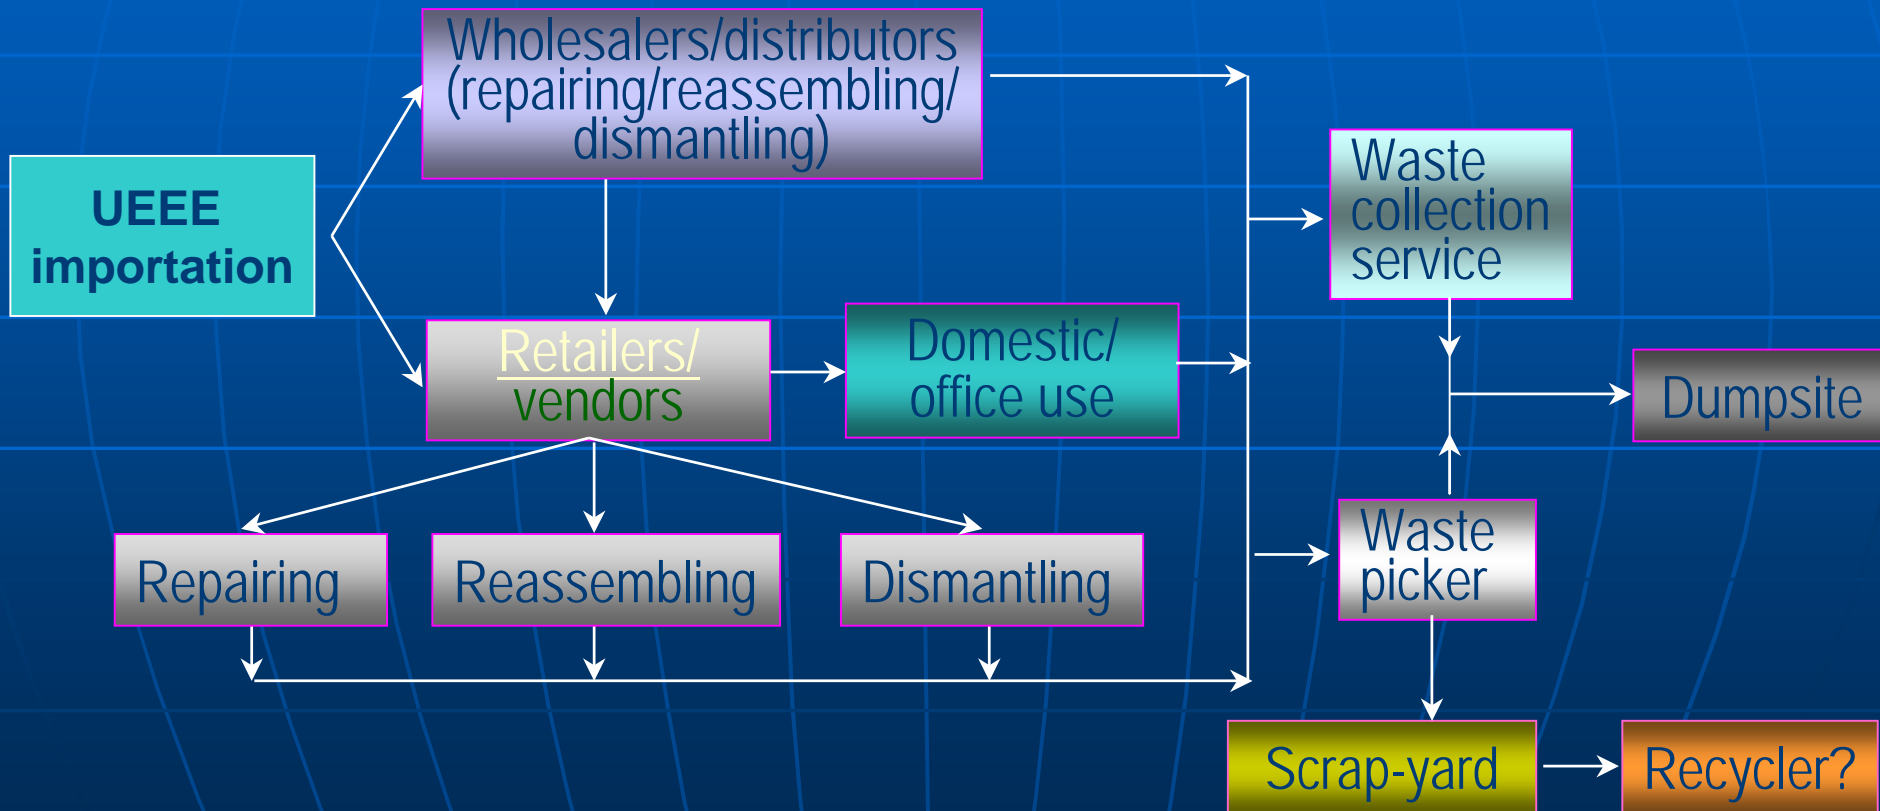 Wholesalers/distributors
(repairing/reassembling/
dismantling)
UEEE
importation
Waste
collection
service
Retailers/
vendors
Domestic/
office use
Dumpsite
Repairing
Reassembling
Dismantling
Waste
picker
Scrap-yard
Recycler?